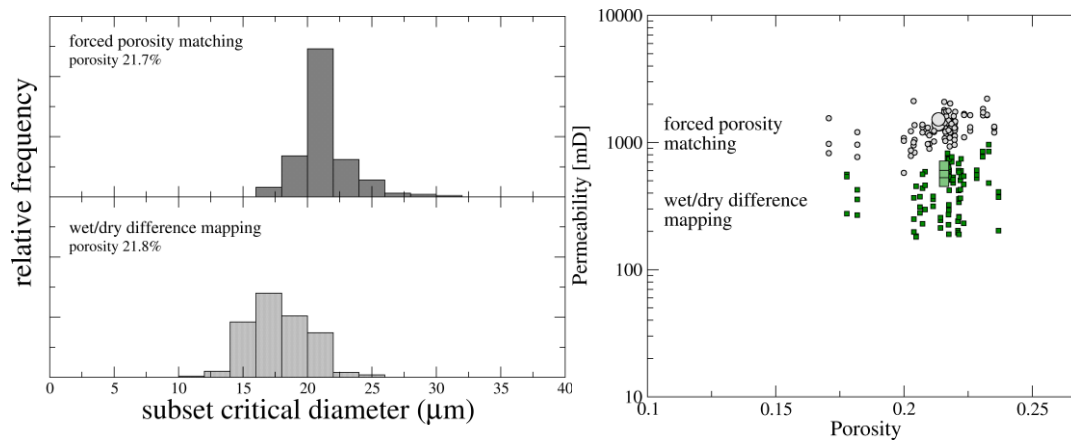 forced porosity matching
porosity 21.7%
relative frequency
wet/dry difference mapping
porosity 21.8%
0 5 10 15 20 25 30 35 40
subset critical diameter (μm)
10000
1000
100
10
Permeability [mD]
forced porosity
matching
wet/dry difference
mapping
0.1 0.15 0.2 0.25
Porosity